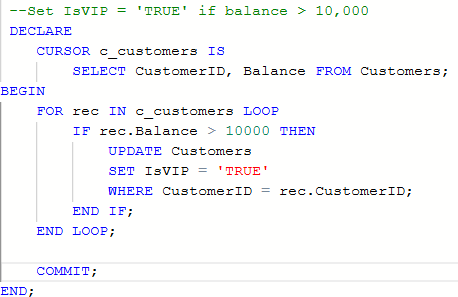 --Set IsVIP = 'TRUE' if balance > 10,000
DECLARE
    CURSOR c_customers IS
        SELECT CustomerID, Balance FROM Customers;
BEGIN
    FOR rec IN c_customers LOOP
        IF rec.Balance > 10000 THEN
            UPDATE Customers
            SET IsVIP = 'TRUE'
            WHERE CustomerID = rec.CustomerID;
        END IF;
    END LOOP;

    COMMIT;
END;